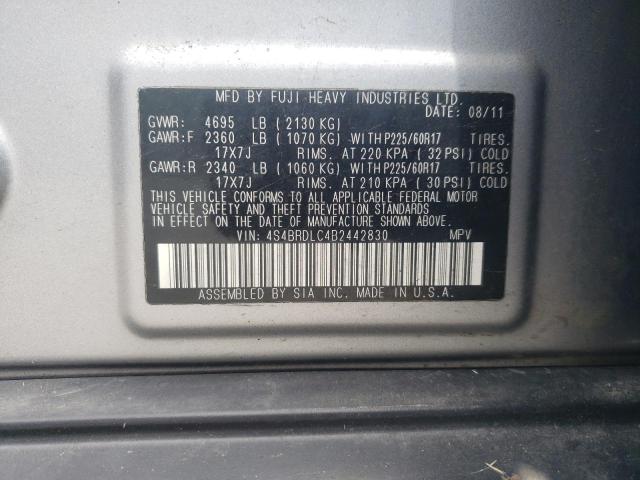 MFD BY FUJI HEAVY INDUSTRIES LTD.
DATE: 08/11
GVWR: 4695 LB ( 2130 KG)
GAWR:F 2360 LB ( 1070 KG) WITH P225/60R17 TIRES.
17X7J RIMS. AT 220 KPA ( 32 PSI) COLD
GAWR:R 2340 LB ( 1060 KG) WITH P225/60R17 TIRES.
17X7J RIMS. AT 210 KPA ( 30 PSI) COLD
THIS VEHICLE CONFORMS TO ALL APPLICABLE FEDERAL MOTOR
VEHICLE SAFETY AND THEFT PREVENTION STANDARDS
IN EFFECT ON THE DATE OF MANUFACTURE SHOWN ABOVE.
VIN: 4S4BRDLC4B2442830 MPV
ASSEMBLED BY SIA INC. MADE IN U.S.A.